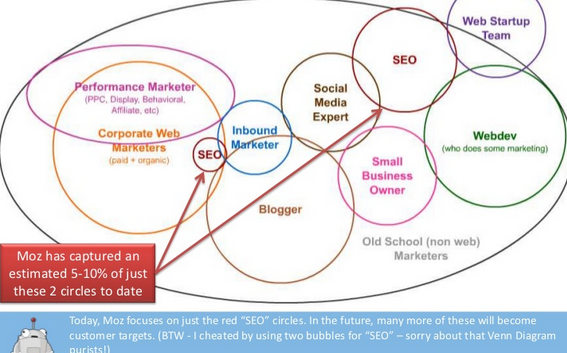 Web Startup
Team
SEO
Performance Marketer
(PPC, Display, Behavioral,
Affiliate, etc)
Social
Media
Expert
Corporate Web
Marketers
(paid + organic)
Inbound
Marketer
SEO
Webdev
(who does some marketing)
Small
Business
Owner
Blogger
Old School (non web)
Marketers
Moz has captured an
estimated 5-10% of just
these 2 circles to date
Today, Moz focuses on just the red “SEO” circles. In the future, many more of these will become
customer targets. (BTW - I cheated by using two bubbles for “SEO” – sorry about that Venn Diagram
purists!)